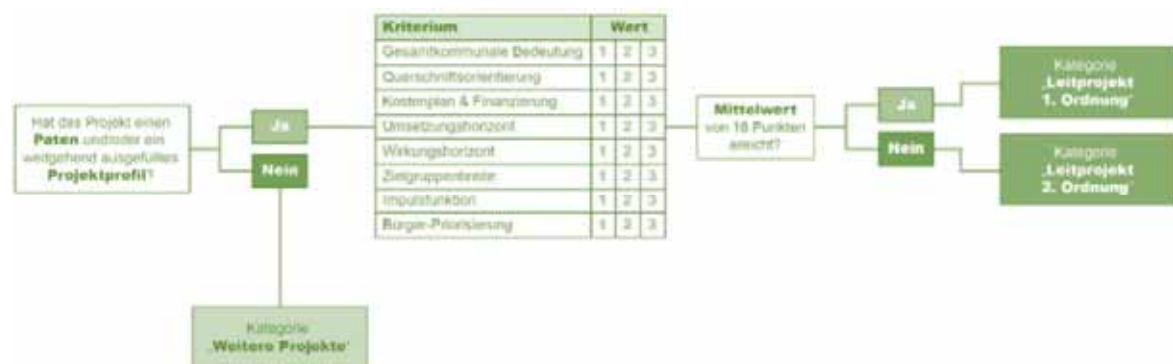 Hat das Projekt einen
Paten und/oder ein
weitgehend ausgefülltes
Projektprofil?
Ja
Nein
Kategorie
„Weitere Projekte“
Kriterium Wert
Gesamtkommunale Bedeutung 1 2 3
Querschnittsorientierung 1 2 3
Kostenplan & Finanzierung 1 2 3
Umsetzungshorizont 1 2 3
Wirkungshorizont 1 2 3
Zielgruppenbreite 1 2 3
Impulsfunktion 1 2 3
Bürger-Priorisierung 1 2 3
Mittelwert
von 16 Punkten
erreicht?
Ja
Nein
Kategorie
„Leitprojekt
1. Ordnung“
Kategorie
„Leitprojekt
2. Ordnung“